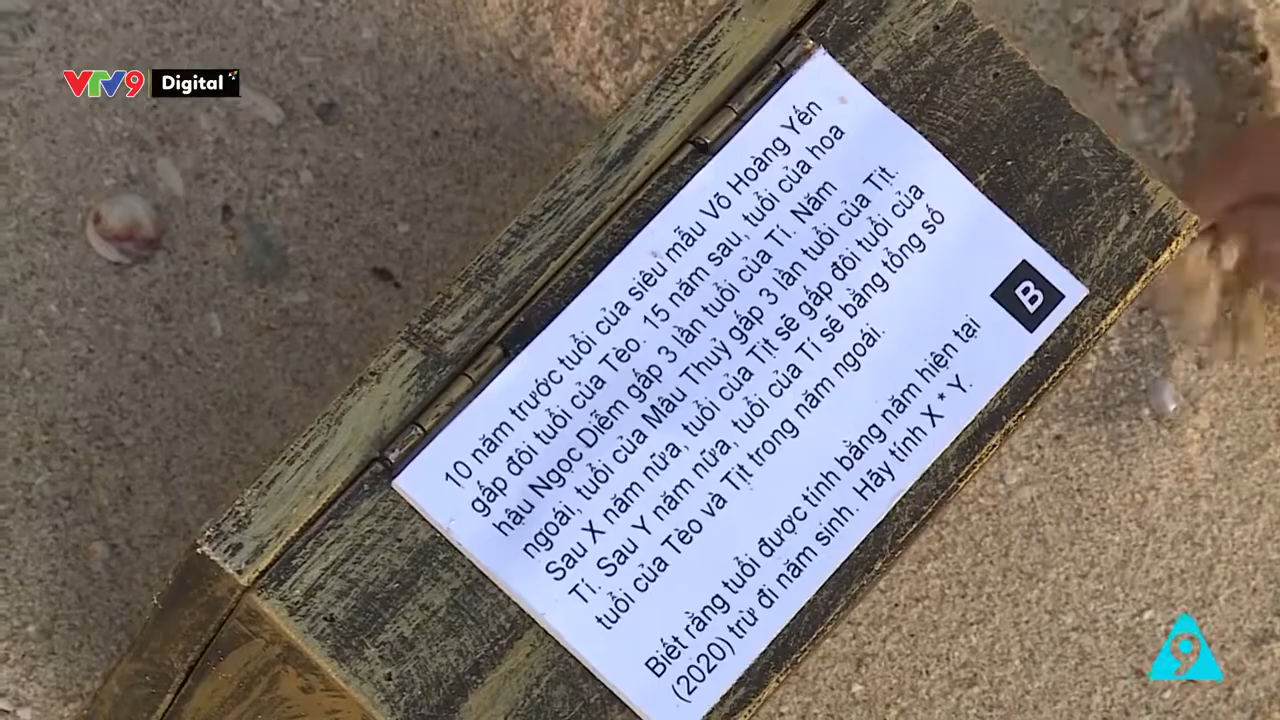 VTV9 Digital
10 năm trước tuổi của siêu mẫu Võ Hoàng Yến
gấp đôi tuổi của Tèo. 15 năm sau, tuổi của hoa
hậu Ngọc Diễm gấp 3 lần tuổi của Tí. Năm
ngoái, tuổi của Mâu Thuỷ gấp 3 lần tuổi của Tịt.
Sau X năm nữa, tuổi của Tịt sẽ gấp đôi tuổi của
Tí. Sau Y năm nữa, tuổi của Tí sẽ bằng tổng số
tuổi của Tèo và Tịt trong năm ngoái.
Biết rằng tuổi được tính bằng năm hiện tại
(2020) trừ đi năm sinh. Hãy tính X * Y.
B
9